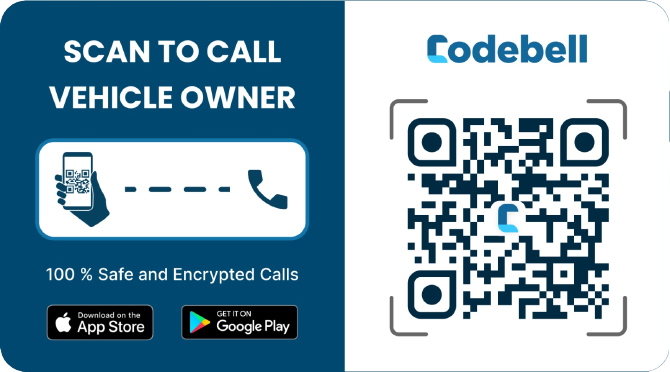 SCAN TO CALL
VEHICLE OWNER
100 % Safe and Encrypted Calls
Download on the
App Store
GET IT ON
Google Play
Codebell